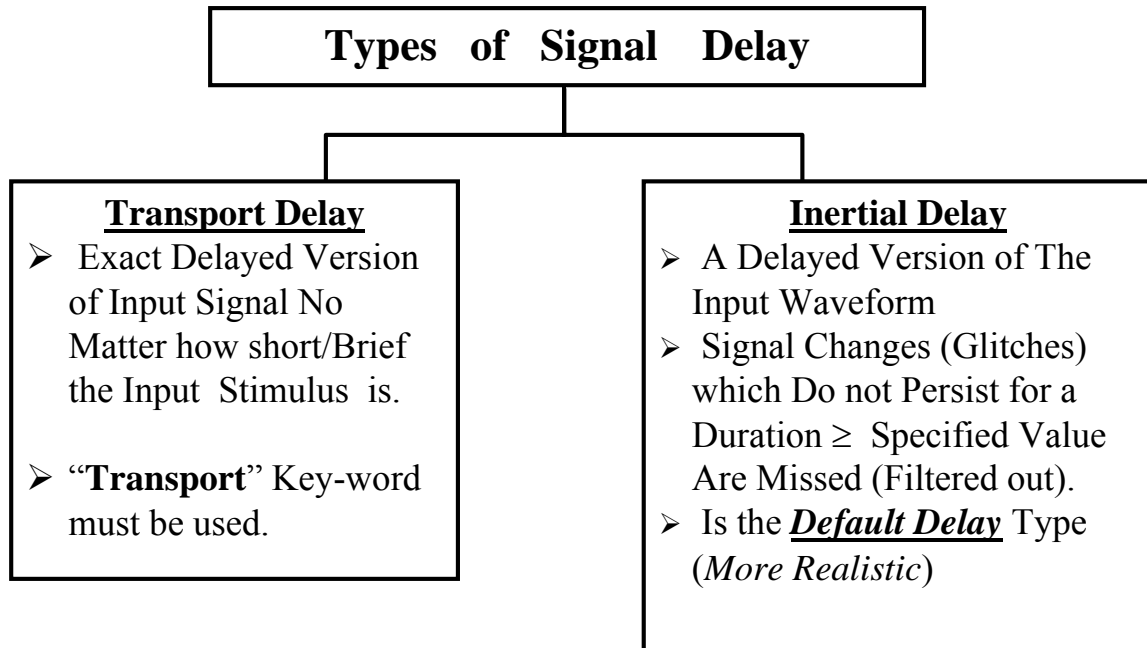 Types of Signal Delay
Transport Delay
➢ Exact Delayed Version
of Input Signal No
Matter how short/Brief
the Input Stimulus is.
➢ “Transport” Key-word
must be used.
Inertial Delay
➢ A Delayed Version of The
Input Waveform
➢ Signal Changes (Glitches)
which Do not Persist for a
Duration ≥ Specified Value
Are Missed (Filtered out).
➢ Is the Default Delay Type
(More Realistic)